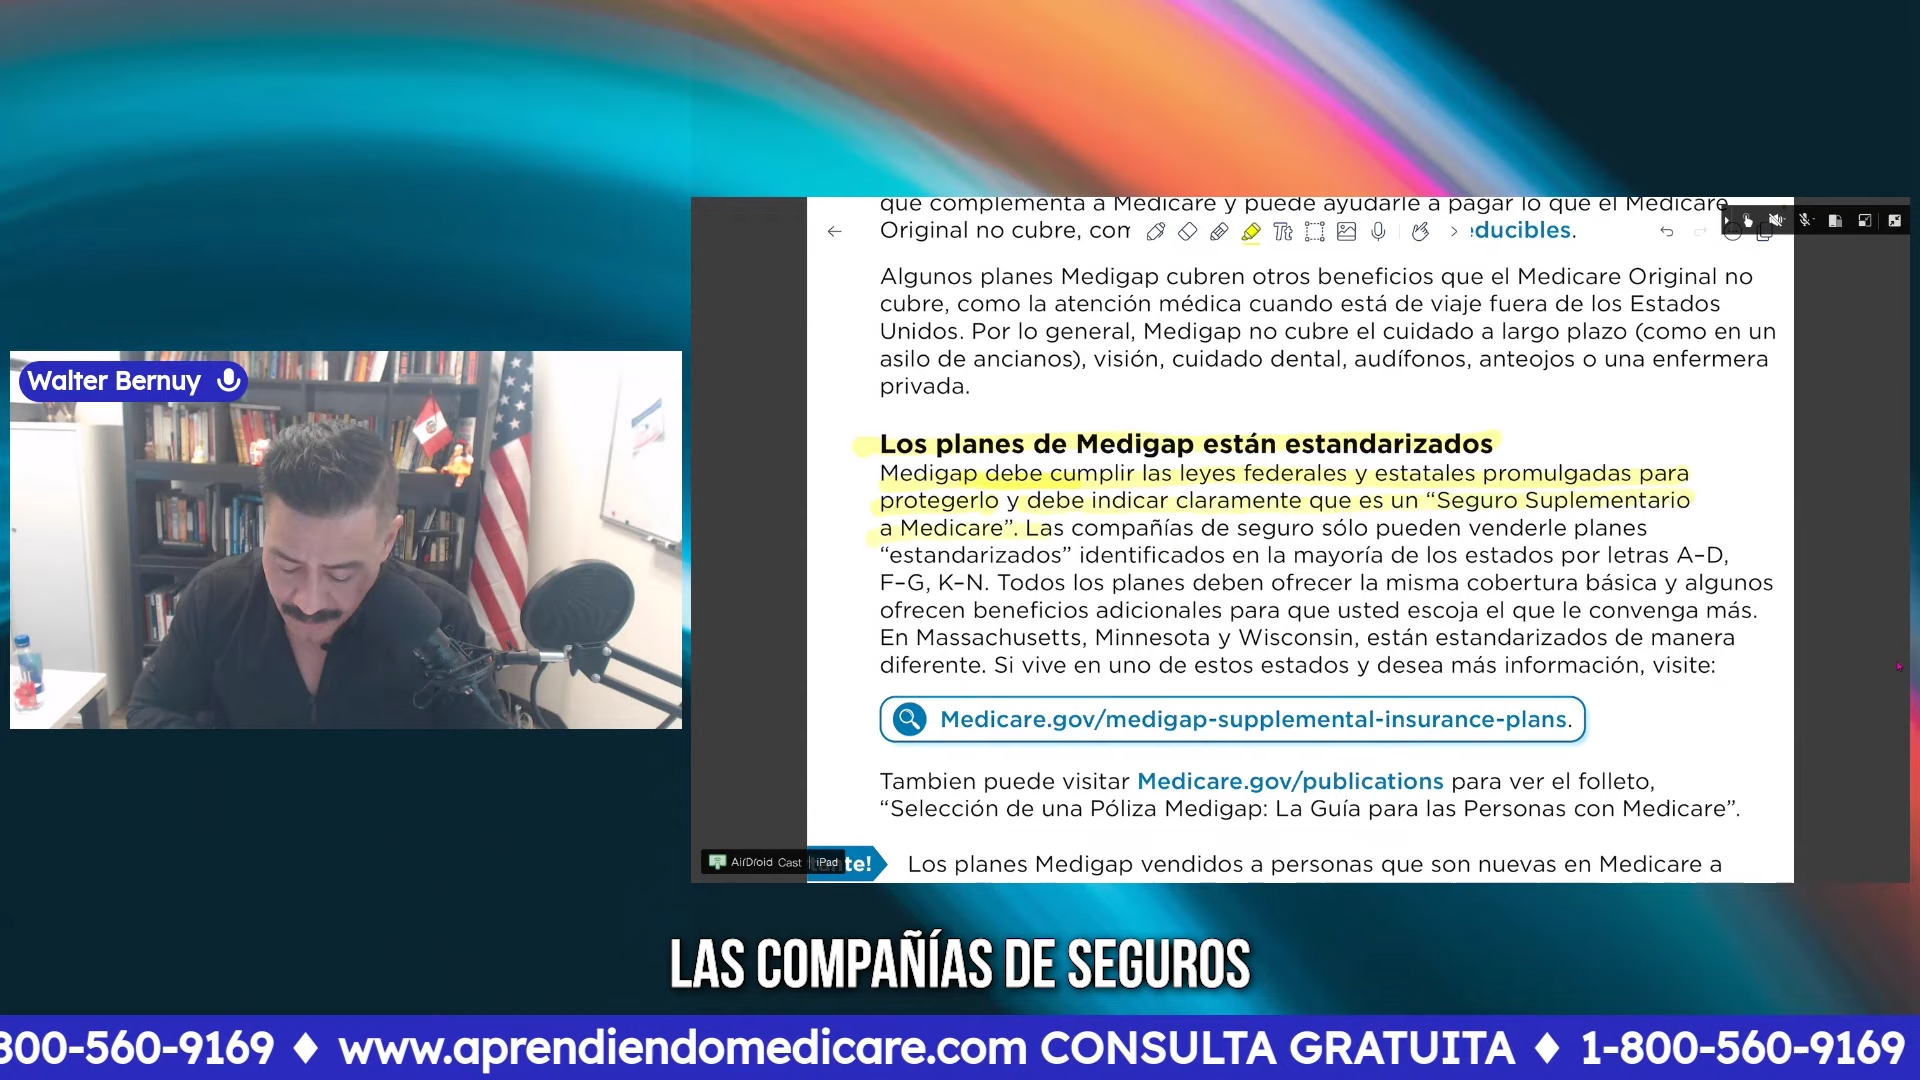 Walter Bernuy
que complementa a Medicare y puede ayudarle a pagar lo que el Medicare
Original no cubre, com
educibles.
Algunos planes Medigap cubren otros beneficios que el Medicare Original no
cubre, como la atención médica cuando está de viaje fuera de los Estados
Unidos. Por lo general, Medigap no cubre el cuidado a largo plazo (como en un
asilo de ancianos), visión, cuidado dental, audífonos, anteojos o una enfermera
privada.
Los planes de Medigap están estandarizados
Medigap debe cumplir las leyes federales y estatales promulgadas para
protegerlo y debe indicar claramente que es un “Seguro Suplementario
a Medicare”. Las compañías de seguro sólo pueden venderle planes
“estandarizados” identificados en la mayoría de los estados por letras A–D,
F–G, K–N. Todos los planes deben ofrecer la misma cobertura básica y algunos
ofrecen beneficios adicionales para que usted escoja el que le convenga más.
En Massachusetts, Minnesota y Wisconsin, están estandarizados de manera
diferente. Si vive en uno de estos estados y desea más información, visite:
Medicare.gov/medigap-supplemental-insurance-plans.
Tambien puede visitar Medicare.gov/publications para ver el folleto,
“Selección de una Póliza Medigap: La Guía para las Personas con Medicare”.
AirDroid Cast iPad
nte!
Los planes Medigap vendidos a personas que son nuevas en Medicare a
LAS COMPAÑÍAS DE SEGUROS
800-560-9169 ♦ www.aprendiendomedicare.com CONSULTA GRATUITA ♦ 1-800-560-9169